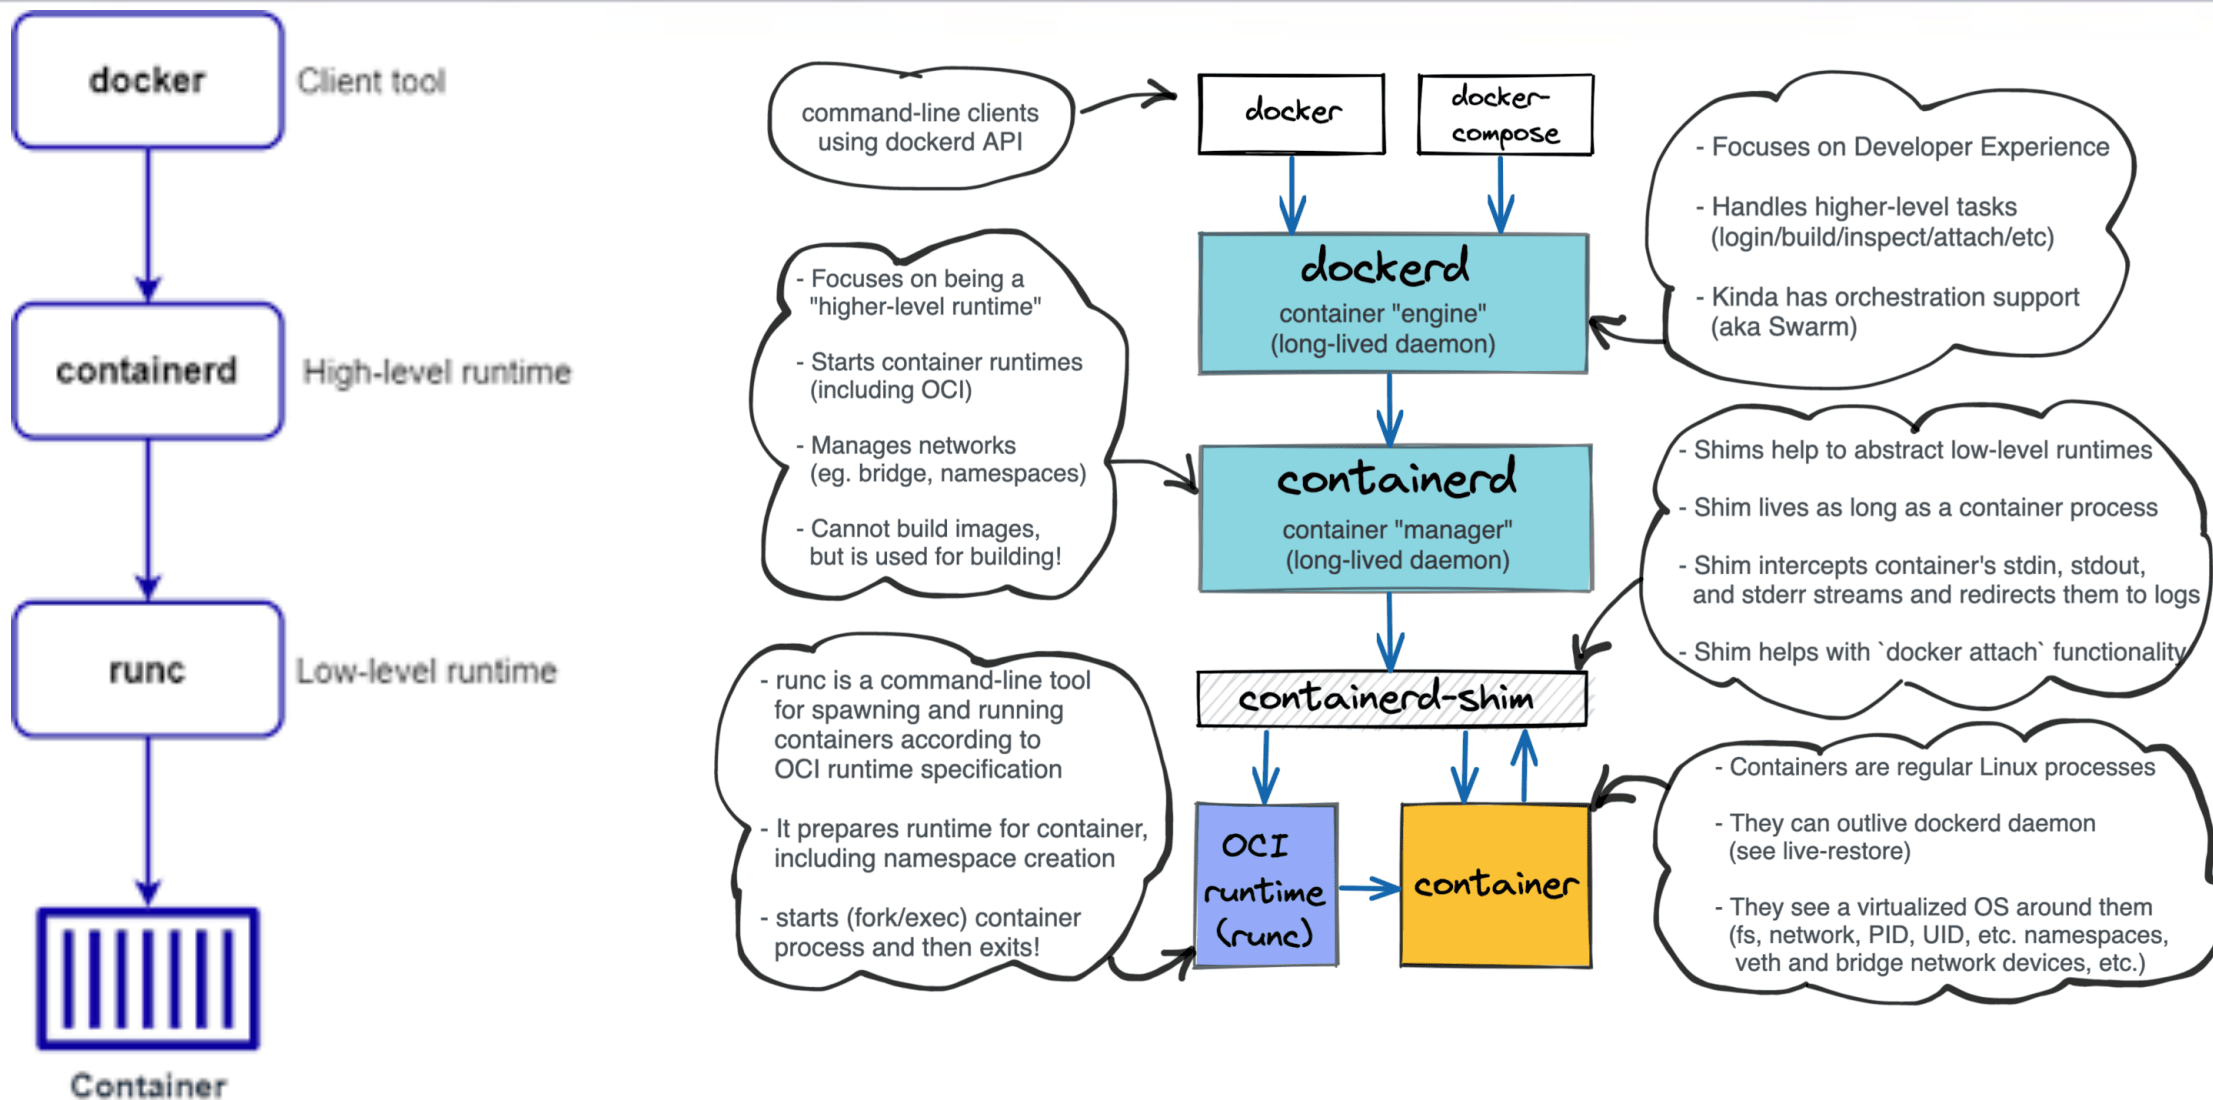 docker
Client tool
containerd
High-level runtime
runc
Low-level runtime
Container
command-line clients
using dockerd API
docker
docker-
compose
- Focuses on Developer Experience
- Handles higher-level tasks
(login/build/inspect/attach/etc)
- Kinda has orchestration support
(aka Swarm)
dockerd
container "engine"
(long-lived daemon)
- Focuses on being a
"higher-level runtime"
- Starts container runtimes
(including OCI)
- Manages networks
(eg. bridge, namespaces)
- Cannot build images,
but is used for building!
containerd
container "manager"
(long-lived daemon)
- Shims help to abstract low-level runtimes
- Shim lives as long as a container process
- Shim intercepts container's stdin, stdout,
and stderr streams and redirects them to logs
- Shim helps with `docker attach` functionality
containerd-shim
- runc is a command-line tool
for spawning and running
containers according to
OCI runtime specification
- It prepares runtime for container,
including namespace creation
- starts (fork/exec) container
process and then exits!
OCI
runtime
(runc)
container
- Containers are regular Linux processes
- They can outlive dockerd daemon
(see live-restore)
- They see a virtualized OS around them
(fs, network, PID, UID, etc. namespaces,
veth and bridge network devices, etc.)